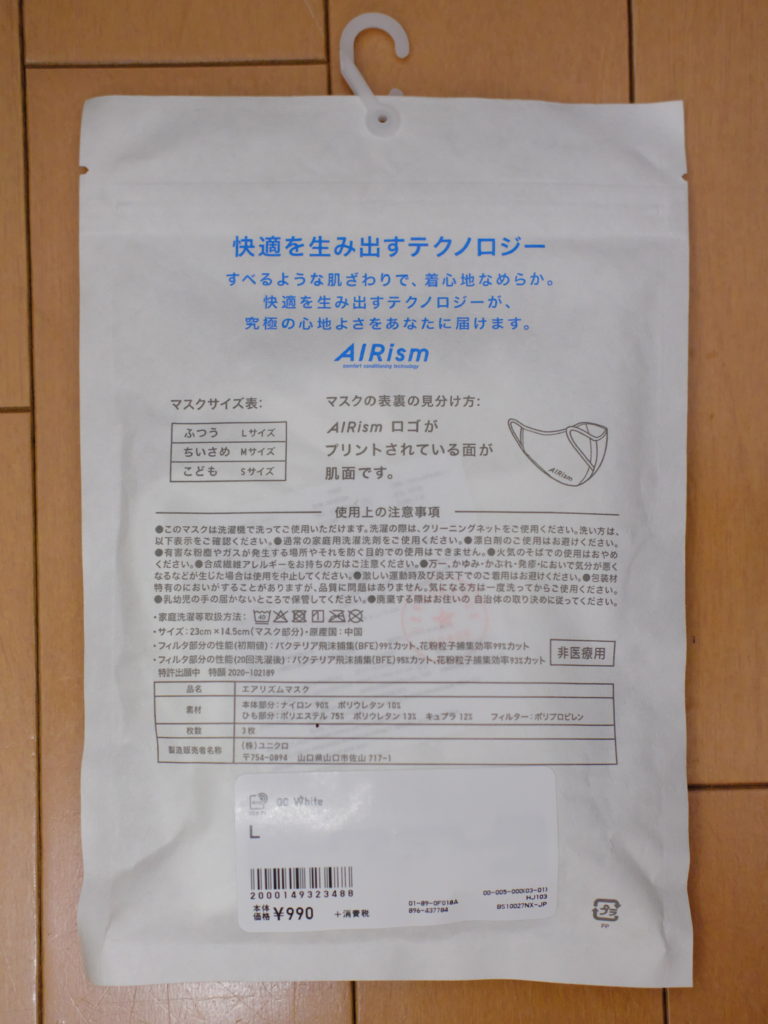 快適を生み出すテクノロジー
すべるような肌ざわりで、着心地なめらか。
快適を生み出すテクノロジーが、
究極の心地よさをあなたに届けます。
AIRism
comfort conditioning technology
マスクサイズ表:
ふつう Lサイズ
ちいさめ Mサイズ
こども Sサイズ
マスクの表裏の見分け方:
AIRism ロゴが
プリントされている面が
肌面です。
AIRism
使用上の注意事項
●このマスクは洗濯機で洗ってご使用いただけます。洗濯の際は、クリーニングネットをご使用ください。洗い方は、
以下表示をご確認ください。●通常の家庭用洗濯洗剤をご使用ください。●漂白剤のご使用はお避けください。
●有害な粉塵やガスが発生する場所やそれを防ぐ目的での使用はできません。●火気のそばでの使用はおやめ
ください。●合成繊維アレルギーをお持ちの方はご注意ください。●万一、かゆみ・かぶれ・発疹・においで気分が悪く
なるなどが生じた場合は使用を中止してください。●激しい運動時及び炎天下でのご着用はお避けください。●包装材
特有のにおいがすることがありますが、品質に問題はありません。気になる方は一度洗ってからご使用ください。
●乳幼児の手の届かないところで保管してください。●廃棄する際はお住いの 自治体の取り決めに従ってください。
・家庭洗濯等取扱方法: 40
・サイズ:23cm×14.5cm(マスク部分)・原産国:中国
・フィルタ部分の性能(初期値):バクテリア飛沫捕集(BFE)99%カット、花粉粒子捕集効率99%カット
・フィルタ部分の性能(20回洗濯後):バクテリア飛沫捕集(BFE)95%カット、花粉粒子捕集効率93%カット
特許出願中 特願 2020-102189
非医療用
品名 エアリズムマスク
素材 本体部分:ナイロン 90% ポリウレタン 10%
ひも部分:ポリエステル 75% ポリウレタン 13% キュプラ 12% フィルター:ポリプロピレン
枚数 3枚
製造販売者名称 (株)ユニクロ
〒754-0894 山口県山口市佐山 717-1
00 White
L
2000149323488
本体
価格 ¥990 +消費税
01-09-0F010A
896-437704
00-005-000(03-01)
HJ103
BS10027NX-JP
プラ
PP